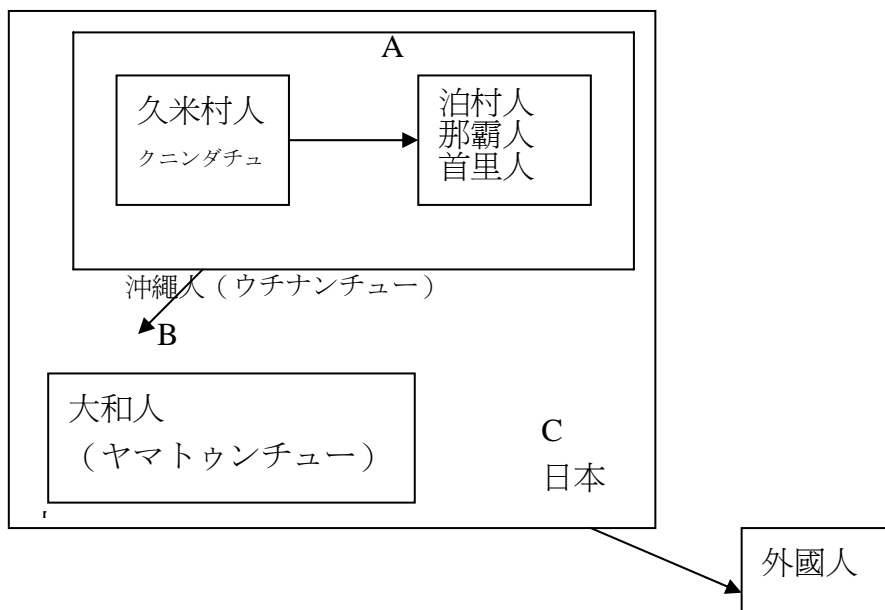 A
久米村人
クニンダチュ
泊村人
那霸人
首里人
沖繩人（ウチナンチュー）
B
大和人
（ヤマトゥンチュー）
C
日本
外國人